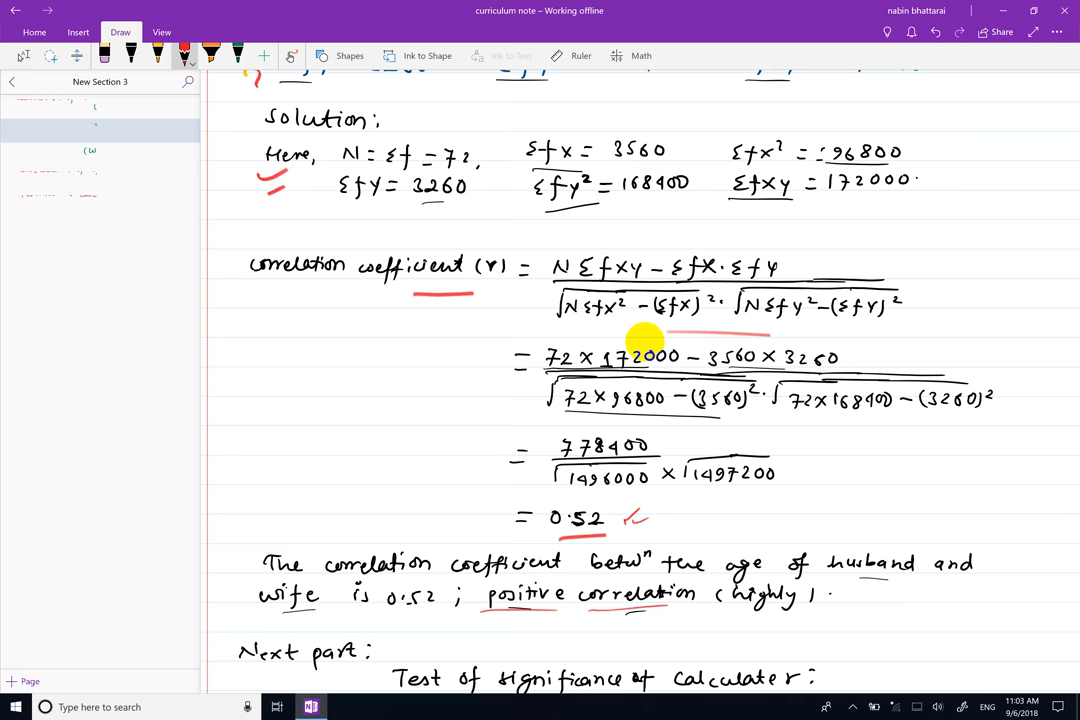 curriculum note – Working offline
nabin bhattarai
Home Insert Draw View
Share
Shapes Ink to Shape Ink to Text Ruler Math
New Section 3
(
(w
Solution:
Here, N = Σf = 72, Σfx = 3560 Σfx² = 196800
Σfy = 3260 Σfy² = 168400 Σfxy = 172000.
correlation coefficient (r) = N Σfxy – Σfx · Σfy
√NΣfx² – (Σfx)² · √NΣfy² – (Σfy)²
= 72 × 172000 – 3560 × 3260
√72×96800 – (3560)² · √72×168400 – (3260)²
= 778400
√1496000 × √1497200
= 0.52
The correlation coefficient betwⁿ the age of husband and
wife is 0.52 ; positive correlation (highly) .
Next part:
Test of significance of calculater :
+ Page
Type here to search
ENG
11:03 AM
9/6/2018